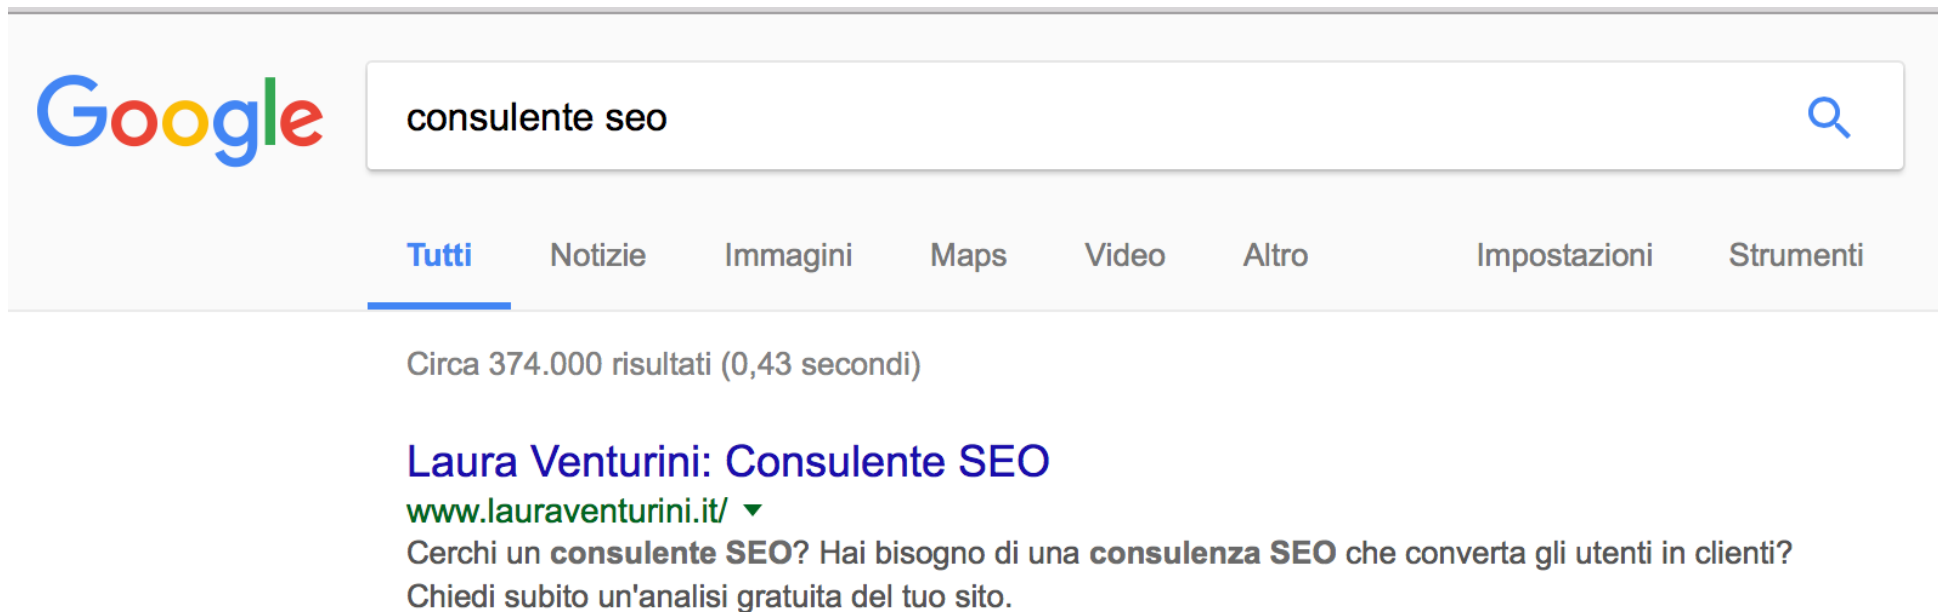 Google
consulente seo
Tutti Notizie Immagini Maps Video Altro Impostazioni Strumenti
Circa 374.000 risultati (0,43 secondi)
Laura Venturini: Consulente SEO
www.lauraventurini.it/
Cerchi un consulente SEO? Hai bisogno di una consulenza SEO che converta gli utenti in clienti?
Chiedi subito un'analisi gratuita del tuo sito.